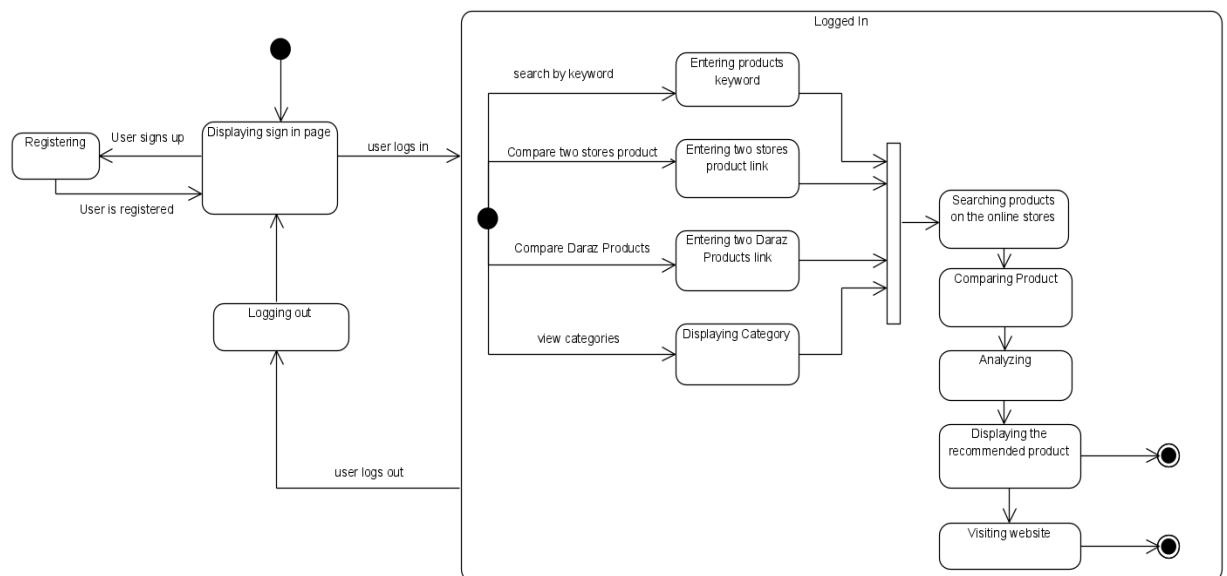 Logged In
search by keyword
Entering products
keyword
Registering
User signs up
Displaying sign in page
user logs in
User is registered
Compare two stores product
Entering two stores
product link
Searching products
on the online stores
Compare Daraz Products
Entering two Daraz
Products link
Comparing Product
Logging out
view categories
Displaying Category
Analyzing
Displaying the
recommended product
user logs out
Visiting website